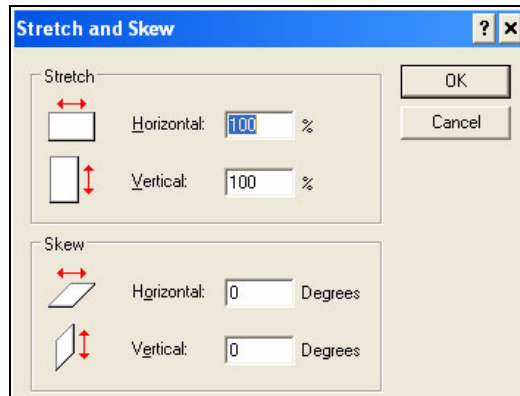 Stretch and Skew ? ×
Stretch
Horizontal: 100 %
Vertical: 100 %
OK
Cancel
Skew
Horizontal: 0 Degrees
Vertical: 0 Degrees